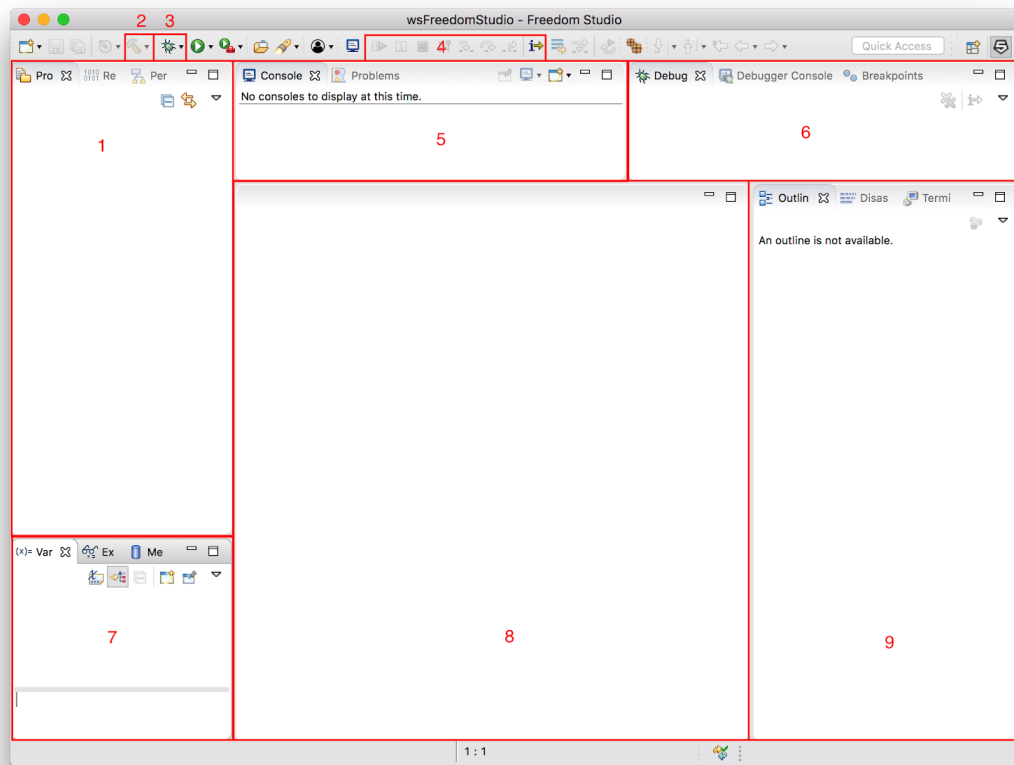 wsFreedomStudio - Freedom Studio
2 3
4
Quick Access
Pro Re Per
Console Problems
Debug Debugger Console Breakpoints
No consoles to display at this time.
1
5
6
Outlin Disas Termi
An outline is not available.
(x)= Var Ex Me
7
8
9
1 : 1